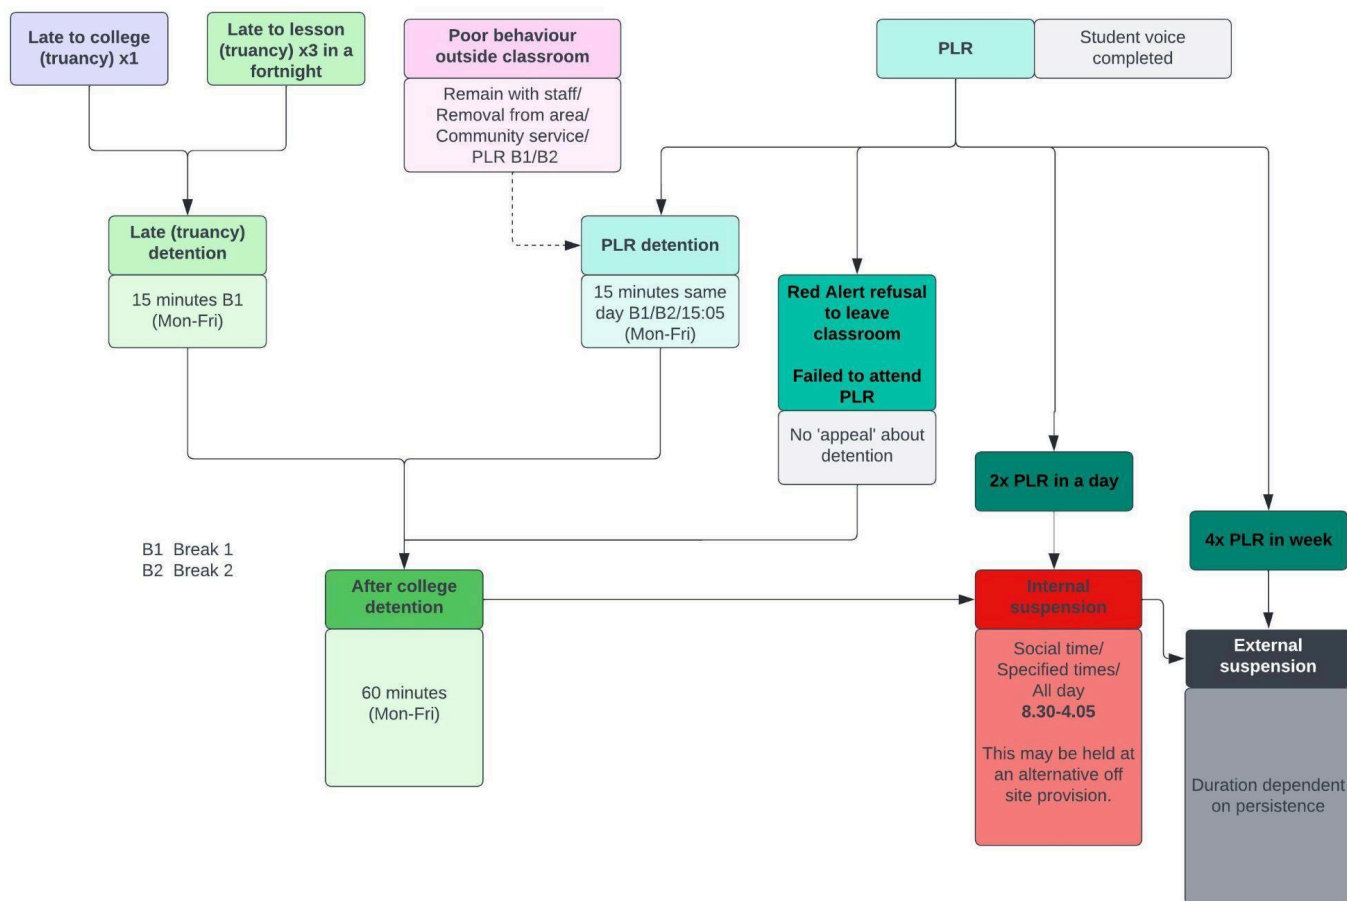 Late to college
(truancy) x1
Late to lesson
(truancy) x3 in a
fortnight
Poor behaviour
outside classroom
Remain with staff/
Removal from area/
Community service/
PLR B1/B2
PLR
Student voice
completed
Late (truancy)
detention
15 minutes B1
(Mon-Fri)
PLR detention
15 minutes same
day B1/B2/15:05
(Mon-Fri)
Red Alert refusal
to leave
classroom
Failed to attend
PLR
No 'appeal' about
detention
2x PLR in a day
4x PLR in week
B1 Break 1
B2 Break 2
After college
detention
60 minutes
(Mon-Fri)
Internal
suspension
Social time/
Specified times/
All day
8.30-4.05
This may be held at
an alternative off
site provision.
External
suspension
Duration dependent
on persistence